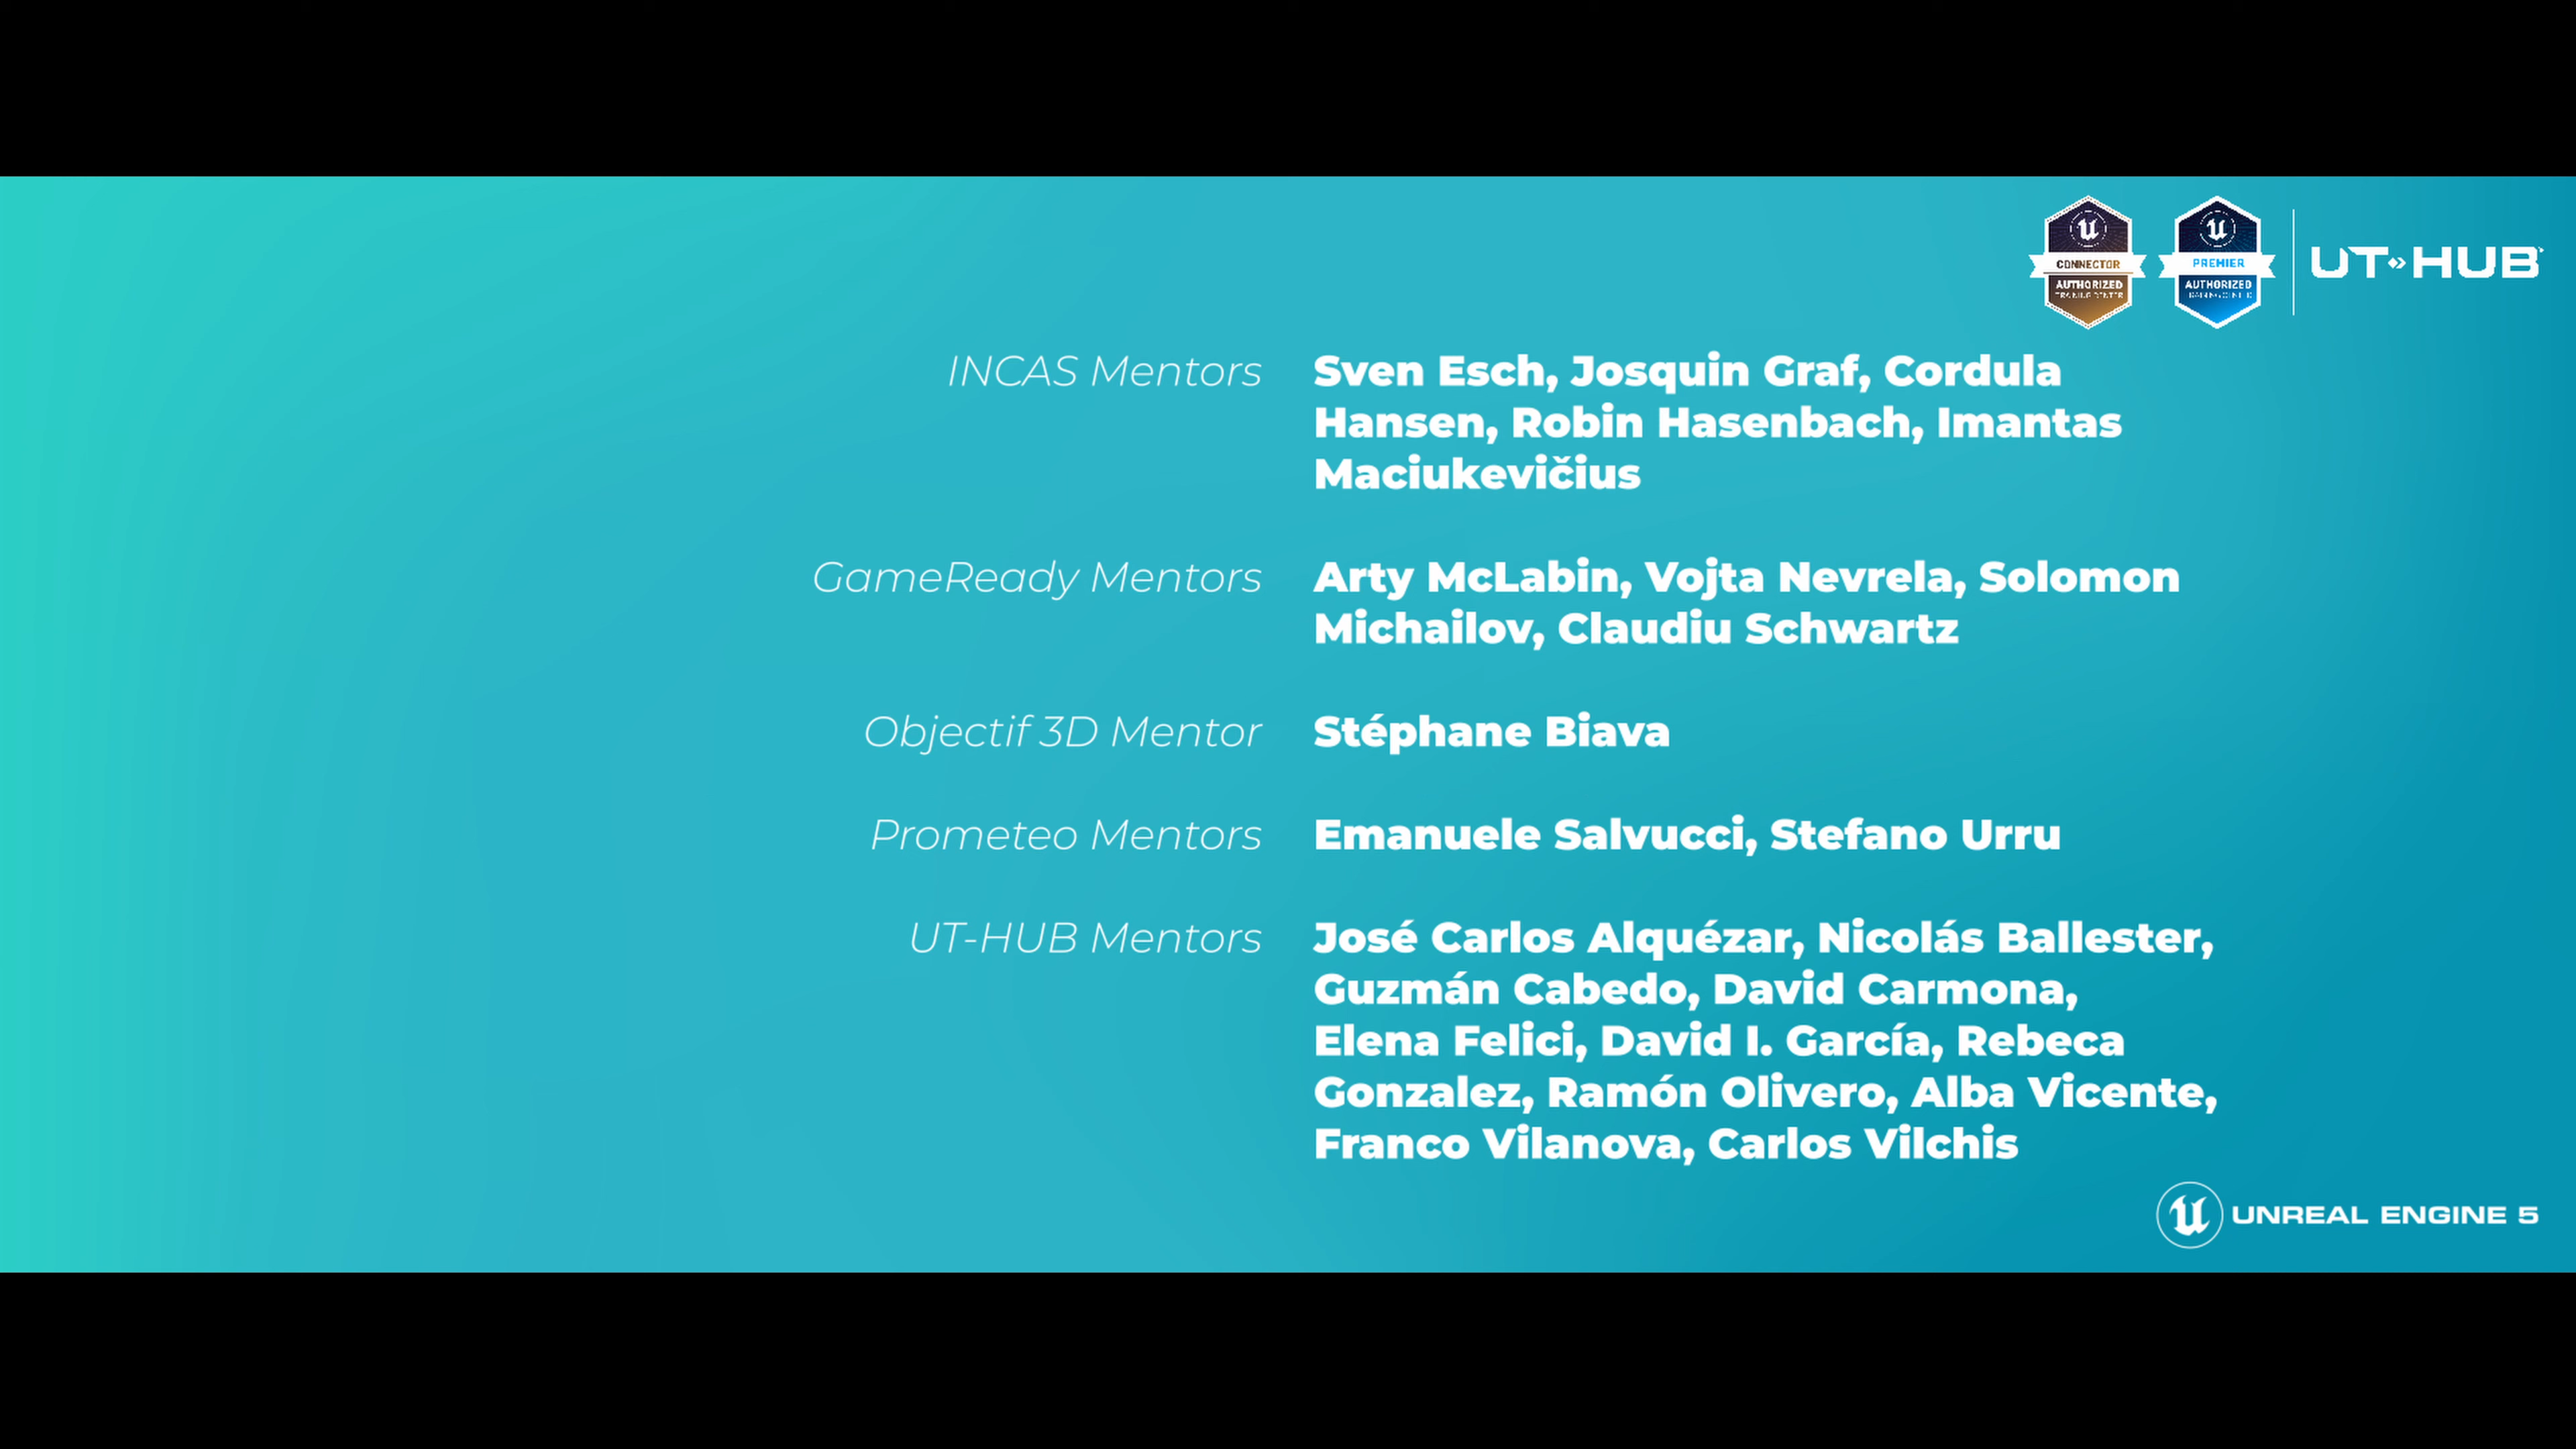 CONNECTOR
AUTHORIZED
TRAINING CENTER
PREMIER
AUTHORIZED
UT HUB
INCAS Mentors
Sven Esch, Josquin Graf, Cordula
Hansen, Robin Hasenbach, Imantas
Maciukevičius
GameReady Mentors
Arty McLabin, Vojta Nevrela, Solomon
Michailov, Claudiu Schwartz
Objectif 3D Mentor
Stéphane Biava
Prometeo Mentors
Emanuele Salvucci, Stefano Urru
UT-HUB Mentors
José Carlos Alquézar, Nicolás Ballester,
Guzmán Cabedo, David Carmona,
Elena Felici, David I. García, Rebeca
Gonzalez, Ramón Olivero, Alba Vicente,
Franco Vilanova, Carlos Vilchis
UNREAL ENGINE 5